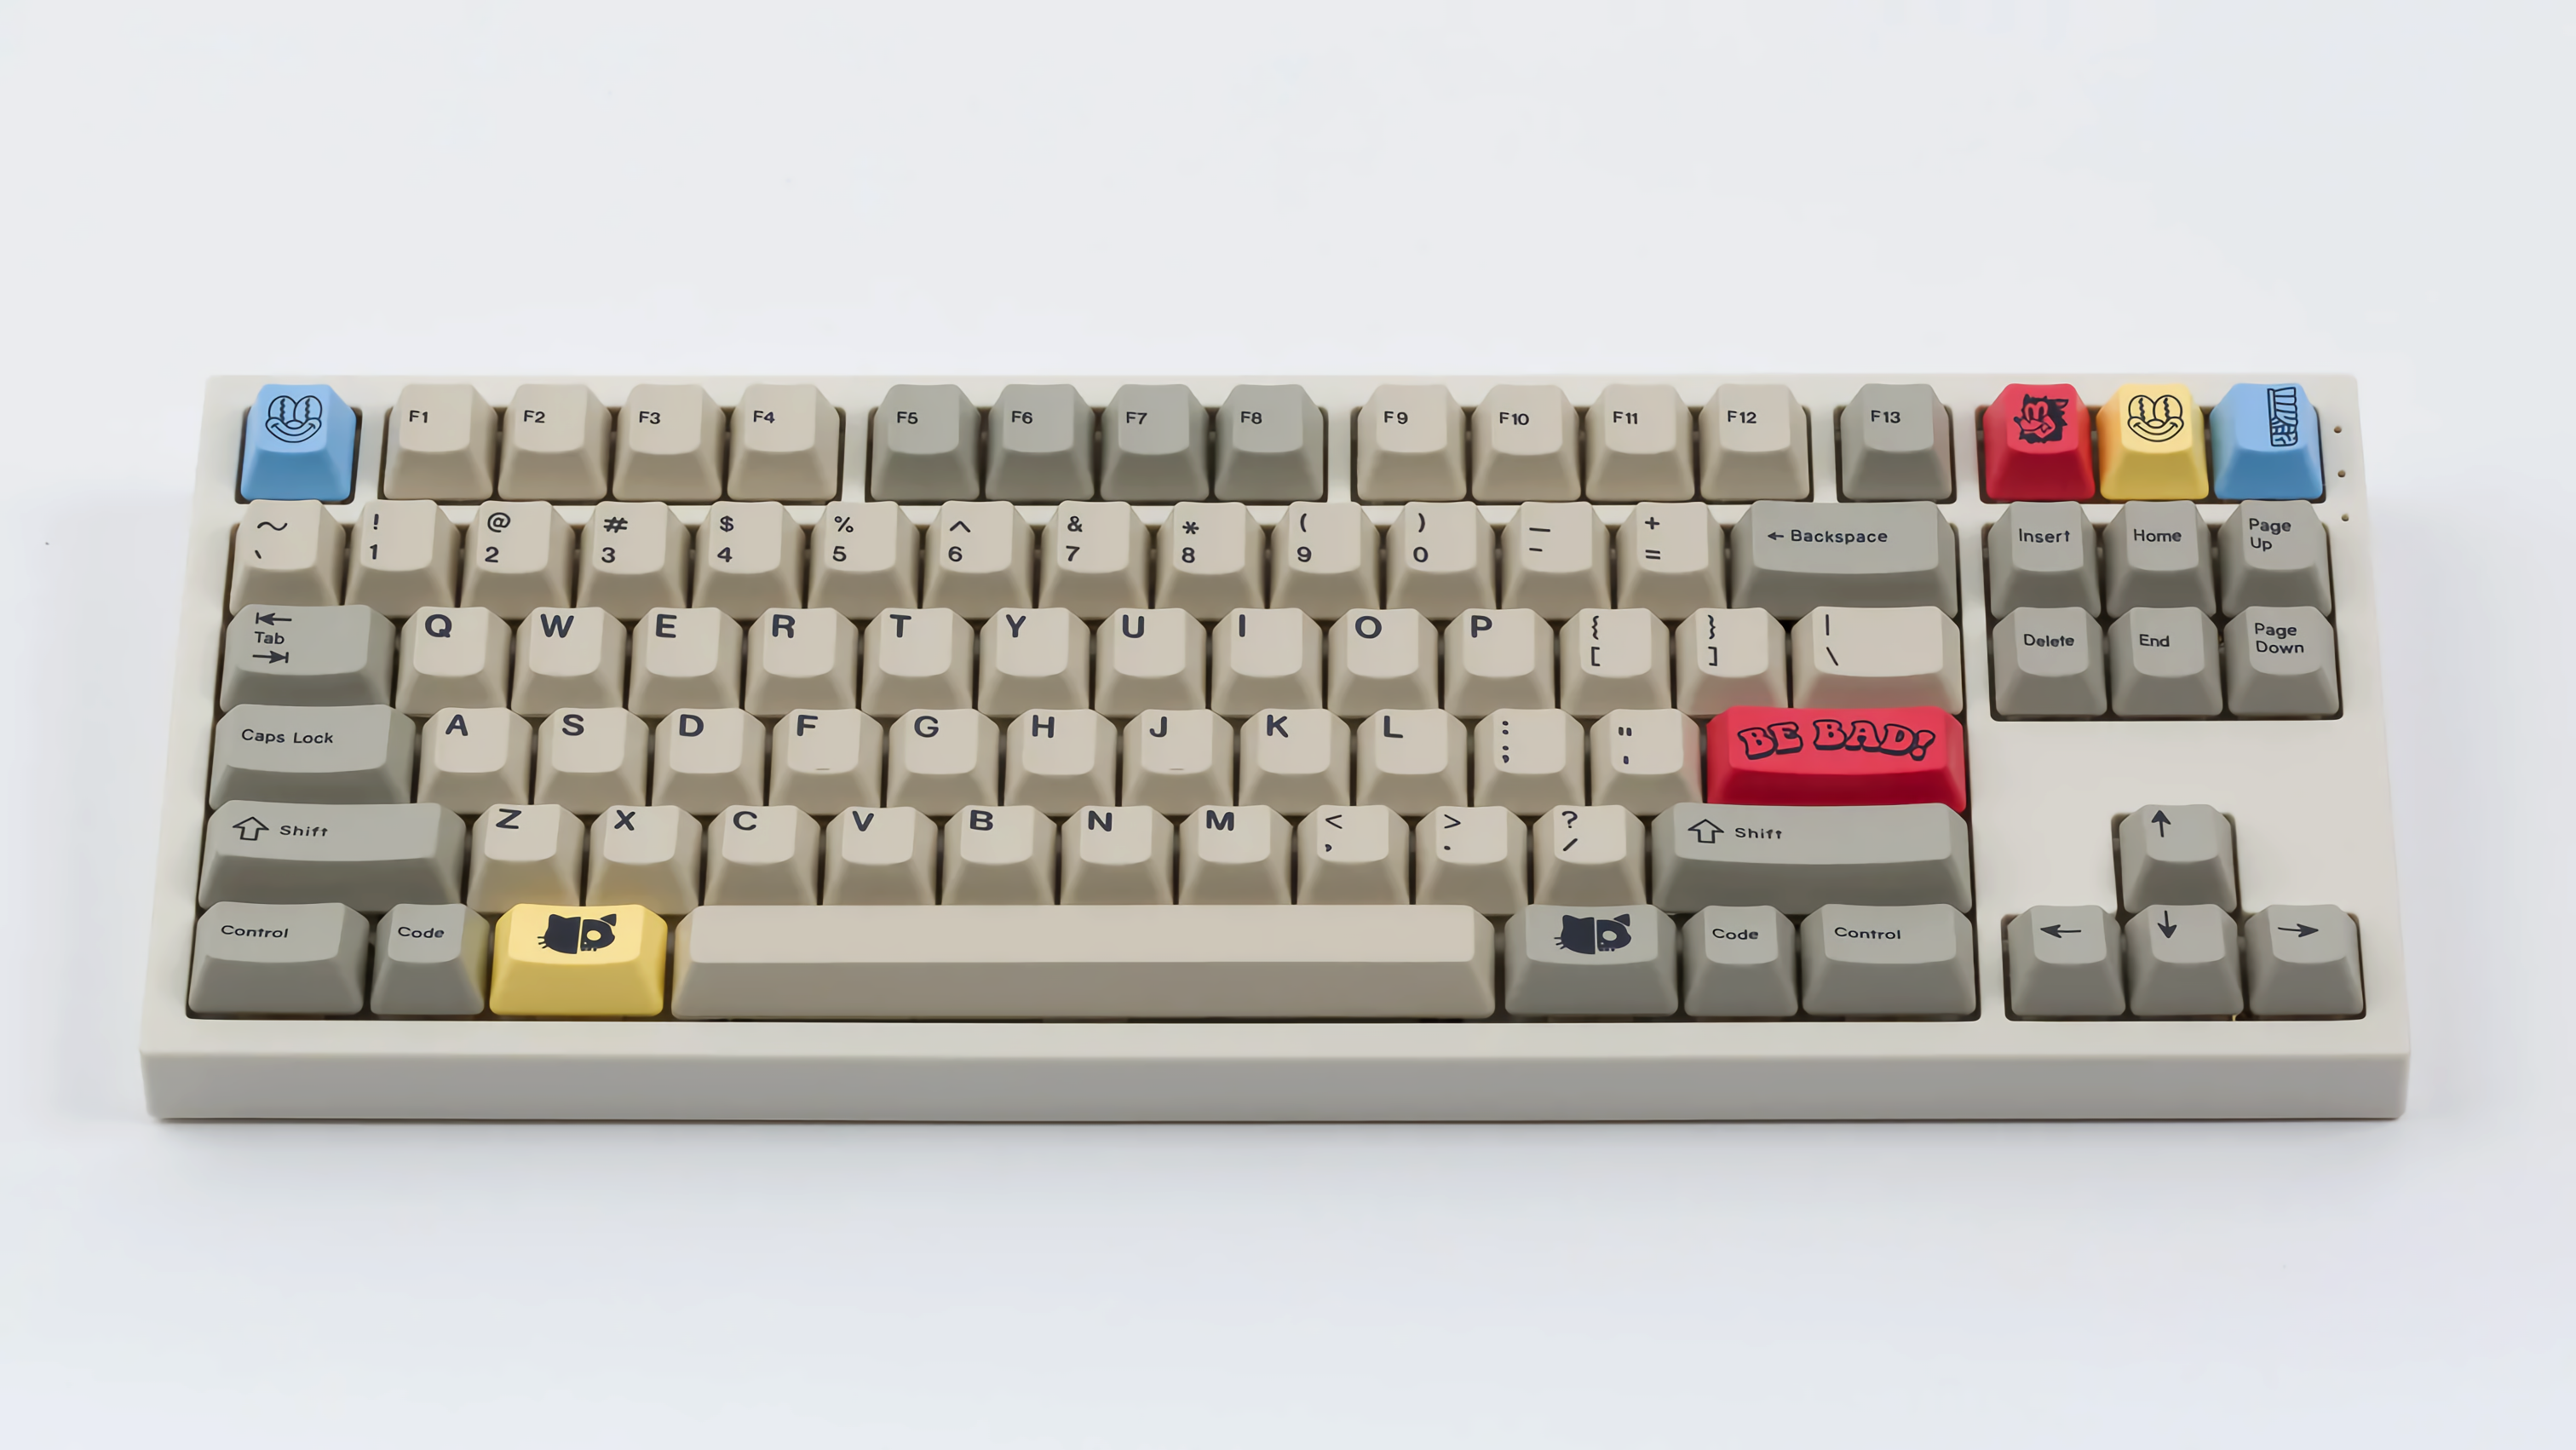 F1 F2 F3 F4 F5 F6 F7 F8 F9 F10 F11 F12 F13
~ ! @ # $ % ^ & * ( ) — +
` 1 2 3 4 5 6 7 8 9 0 - = ← Backspace Insert Home Page Up
⇤ Tab ⇥ Q W E R T Y U I O P { [ } ] | \ Delete End Page Down
Caps Lock A S D F G H J K L : ; " ' BE BAD!
⇧ Shift Z X C V B N M < , > . ? / ⇧ Shift ↑
Control Code Code Control ← ↓ →